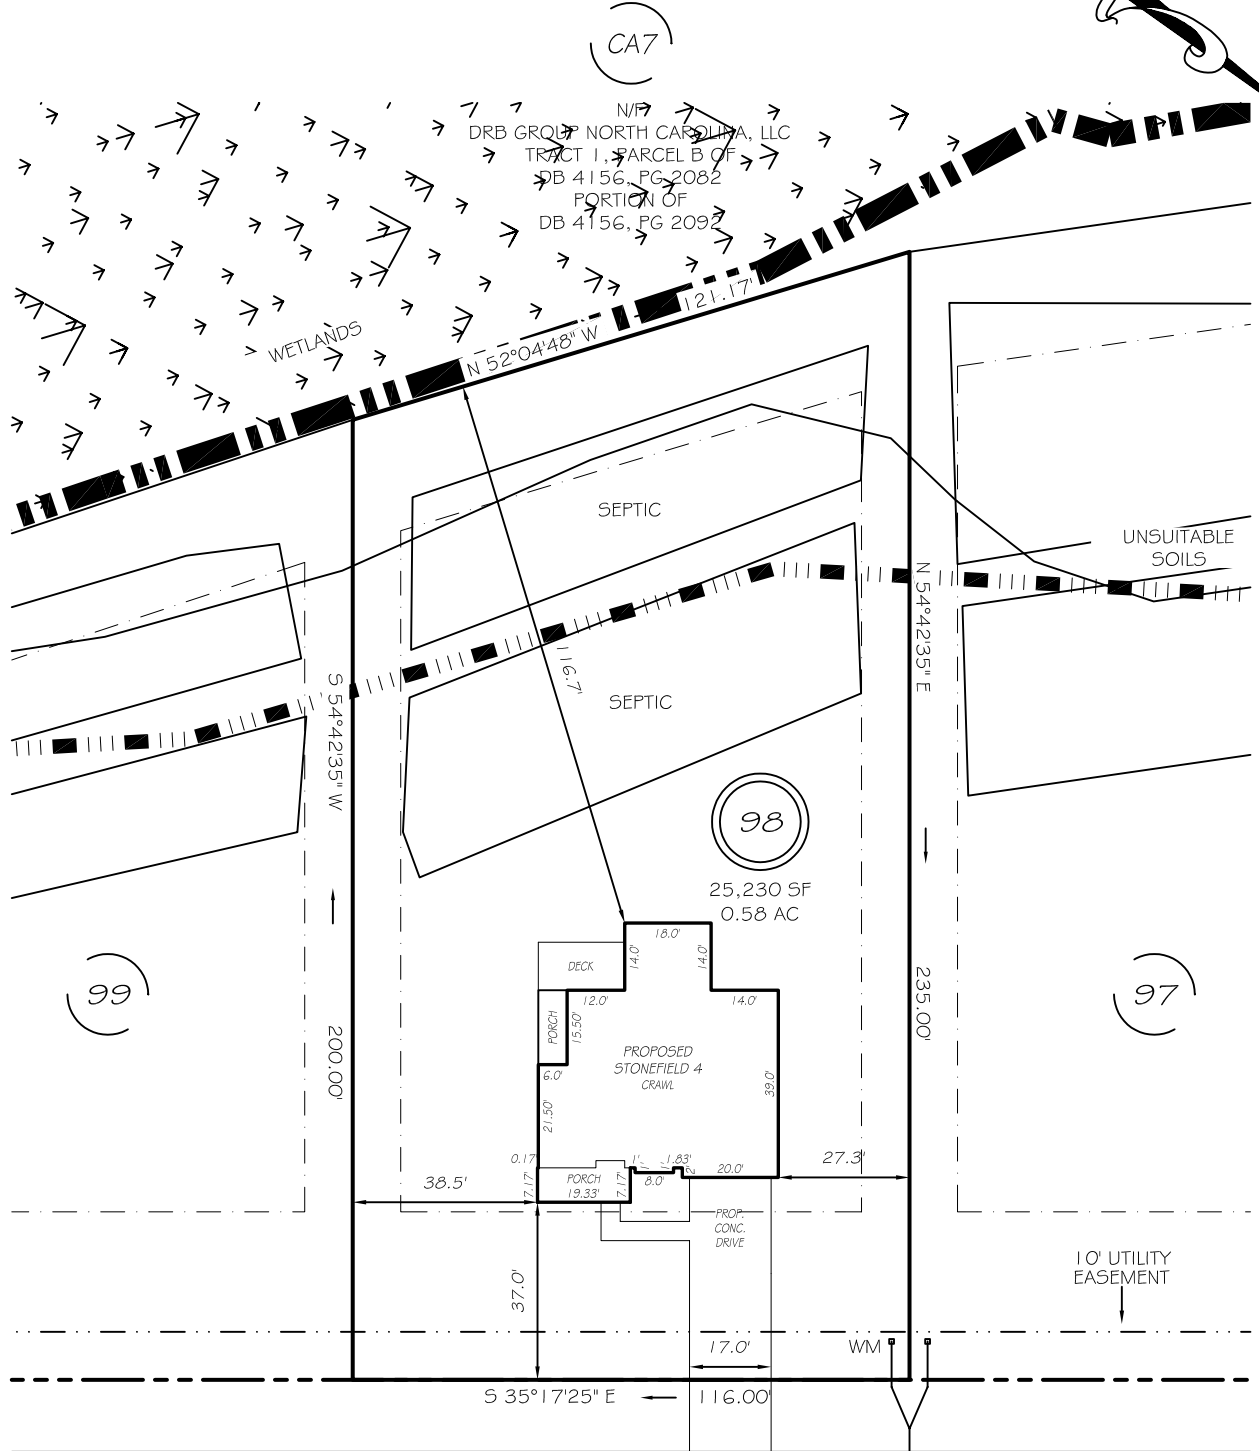 CA7
N/F
DRB GROUP NORTH CAROLINA, LLC
TRACT 1, PARCEL B OF
DB 4156, PG 2082
PORTION OF
DB 4156, PG 2092
WETLANDS
N 52°04'48" W
121.17'
SEPTIC
UNSUITABLE
SOILS
N 54°42'35" E
116.7'
SEPTIC
S 54°42'35" W
98
25,230 SF
0.58 AC
18.0'
14.0'
14.0'
DECK
99
97
12.0'
14.0'
235.00'
PORCH
15.50'
PROPOSED
STONEFIELD 4
CRAWL
200.00'
6.0'
39.0'
21.50'
0.17'
1'
1.83'
2'
20.0'
27.3'
38.5'
7.17'
PORCH
19.33'
7.17'
8.0'
PROP.
CONC.
DRIVE
37.0'
10' UTILITY
EASEMENT
17.0'
WM
S 35°17'25" E
116.00'